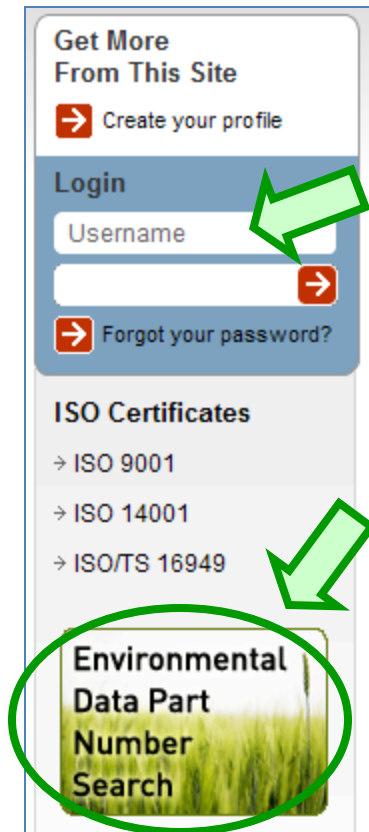 Get More
From This Site
Create your profile
Login
Username
Forgot your password?
ISO Certificates
ISO 9001
ISO 14001
ISO/TS 16949
Environmental
Data Part
Number
Search